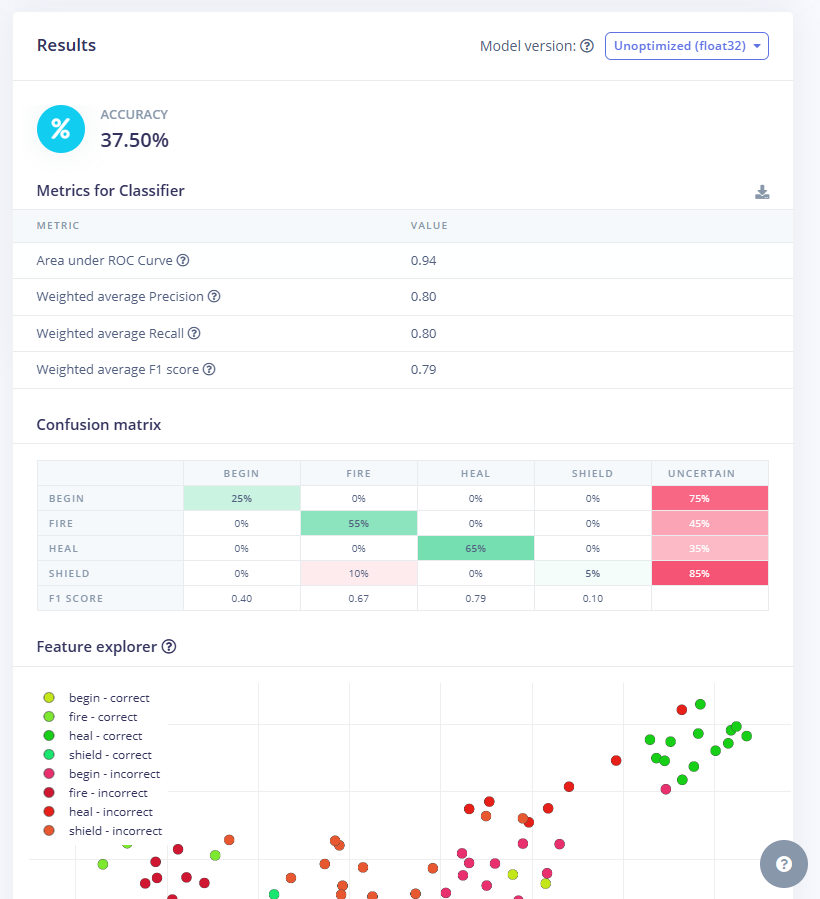 Results
Model version: Unoptimized (float32)
%
ACCURACY
37.50%
Metrics for Classifier
METRIC VALUE
Area under ROC Curve ? 0.94
Weighted average Precision ? 0.80
Weighted average Recall ? 0.80
Weighted average F1 score ? 0.79
Confusion matrix
BEGIN FIRE HEAL SHIELD UNCERTAIN
BEGIN 25% 0% 0% 0% 75%
FIRE 0% 55% 0% 0% 45%
HEAL 0% 0% 65% 0% 35%
SHIELD 0% 10% 0% 5% 85%
F1 SCORE 0.40 0.67 0.79 0.10
Feature explorer ?
begin - correct
fire - correct
heal - correct
shield - correct
begin - incorrect
fire - incorrect
heal - incorrect
shield - incorrect
?